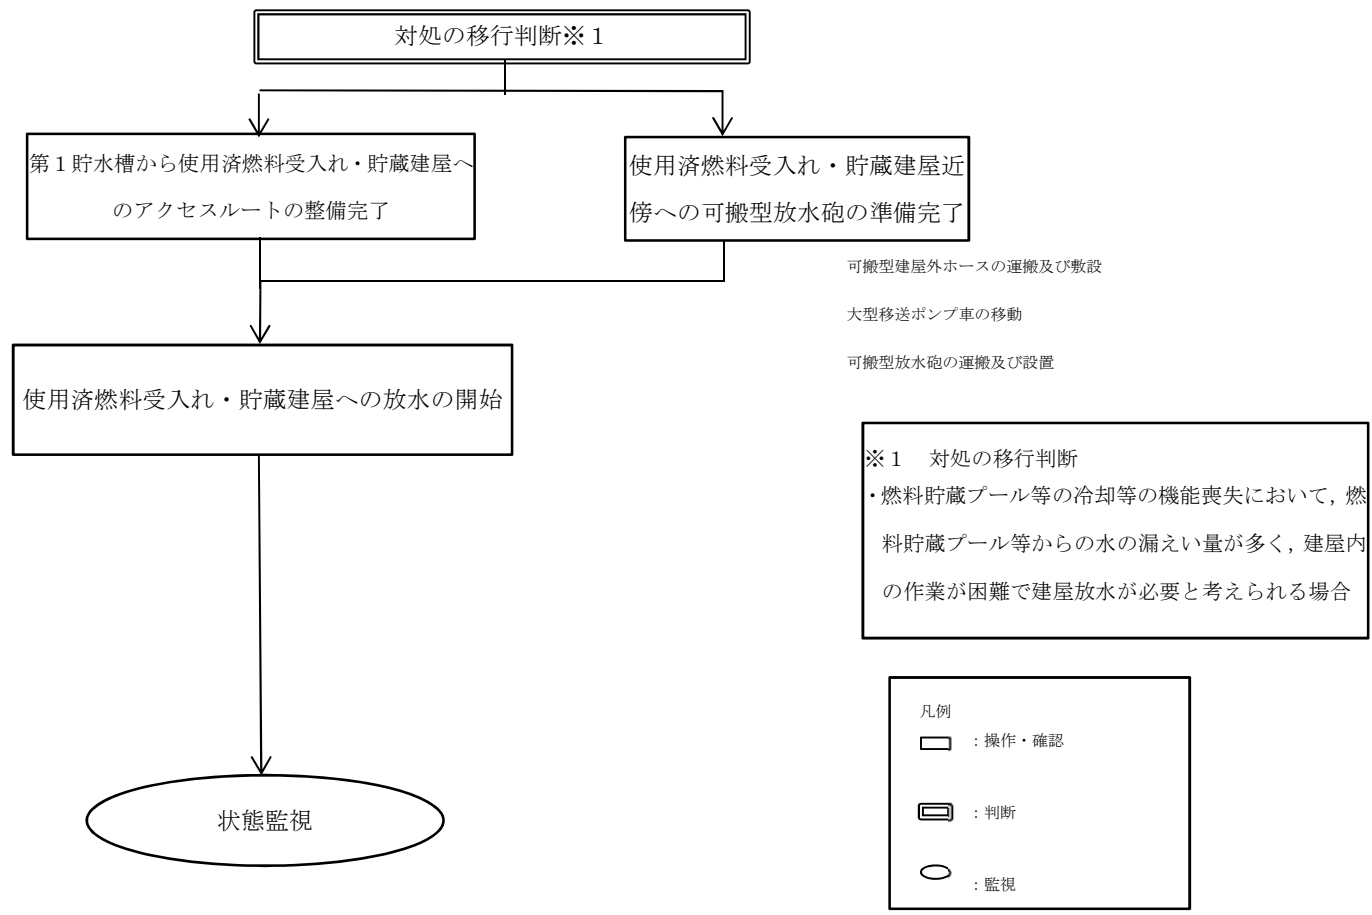 対処の移行判断※１
第１貯水槽から使用済燃料受入れ・貯蔵建屋へ
のアクセスルートの整備完了
使用済燃料受入れ・貯蔵建屋近
傍への可搬型放水砲の準備完了
可搬型建屋外ホースの運搬及び敷設
大型移送ポンプ車の移動
可搬型放水砲の運搬及び設置
使用済燃料受入れ・貯蔵建屋への放水の開始
※１　対処の移行判断
・燃料貯蔵プール等の冷却等の機能喪失において，燃
料貯蔵プール等からの水の漏えい量が多く，建屋内
の作業が困難で建屋放水が必要と考えられる場合
状態監視
凡例
：操作・確認
：判断
：監視